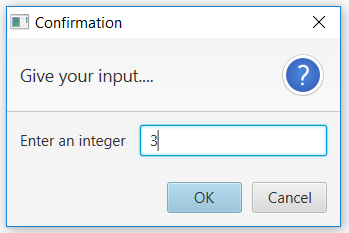 Confirmation
Give your input....
?
Enter an integer 3
OK Cancel